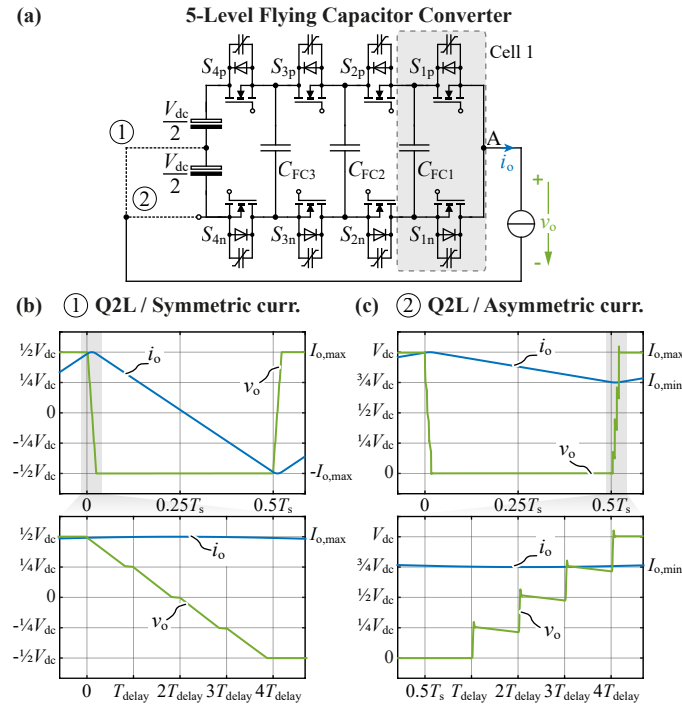 5-Level Flying Capacitor Converter
(a)
Cell 1
S4p S3p S2p S1p
Vdc/2
1
A
io
Vdc/2
CFC3 CFC2 CFC1
2
+
vo
-
S4n S3n S2n S1n
(b) 1 Q2L / Symmetric curr.
½Vdc
¼Vdc
0
-¼Vdc
-½Vdc
io
vo
Io,max
-Io,max
0 0.25Ts 0.5Ts
½Vdc
¼Vdc
0
-¼Vdc
-½Vdc
io
vo
Io,max
0 Tdelay 2Tdelay 3Tdelay 4Tdelay
(c) 2 Q2L / Asymmetric curr.
Vdc
¾Vdc
½Vdc
¼Vdc
0
io
vo
Io,max
Io,min
0 0.25Ts 0.5Ts
Vdc
¾Vdc
½Vdc
¼Vdc
0
io
vo
Io,min
0.5Ts Tdelay 2Tdelay 3Tdelay 4Tdelay